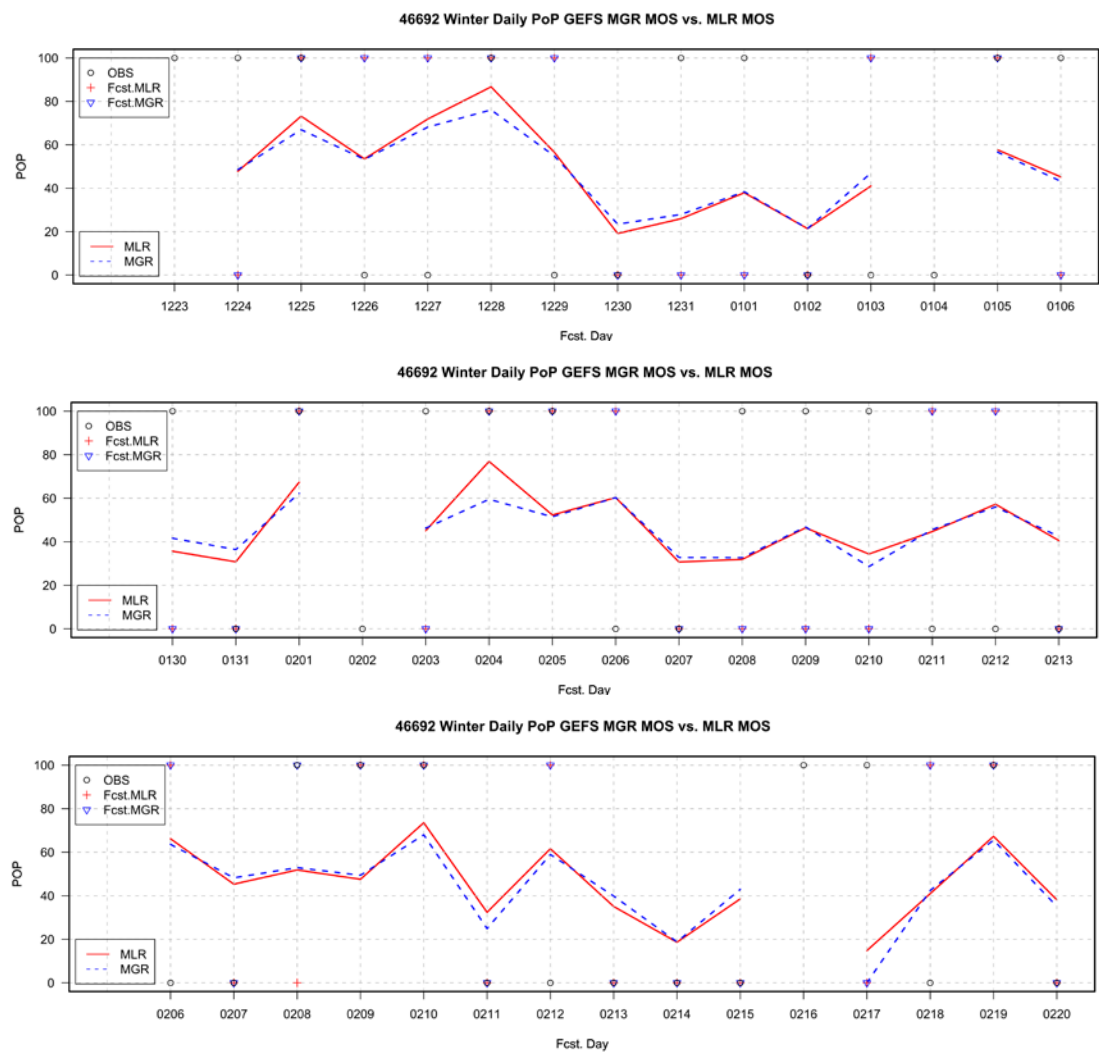 46692 Winter Daily PoP GEFS MGR MOS vs. MLR MOS
100
80
60
40
20
0
POP
OBS
Fcst.MLR
Fcst.MGR
MLR
MGR
1223 1224 1225 1226 1227 1228 1229 1230 1231 0101 0102 0103 0104 0105 0106
Fcst. Day
46692 Winter Daily PoP GEFS MGR MOS vs. MLR MOS
100
80
60
40
20
0
POP
OBS
Fcst.MLR
Fcst.MGR
MLR
MGR
0130 0131 0201 0202 0203 0204 0205 0206 0207 0208 0209 0210 0211 0212 0213
Fcst. Day
46692 Winter Daily PoP GEFS MGR MOS vs. MLR MOS
100
80
60
40
20
0
POP
OBS
Fcst.MLR
Fcst.MGR
MLR
MGR
0206 0207 0208 0209 0210 0211 0212 0213 0214 0215 0216 0217 0218 0219 0220
Fcst. Day